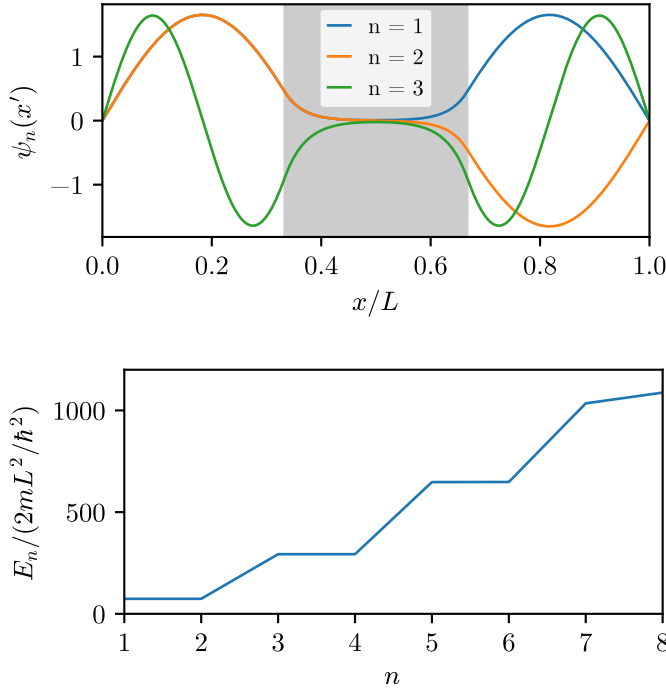 1
0
−1
ψn(x′)
n = 1
n = 2
n = 3
0.0 0.2 0.4 0.6 0.8 1.0
x/L
1000
500
0
En/(2mL²/ℏ²)
1 2 3 4 5 6 7 8
n